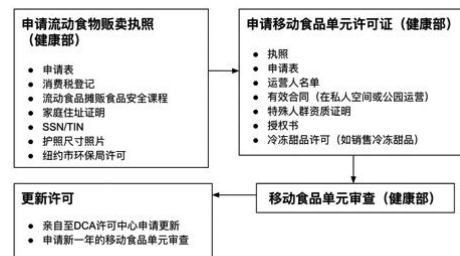 申请流动食物贩卖执照
（健康部）
申请表
消费税登记
流动食品摊贩食品安全课程
家庭住址证明
SSN/TIN
护照尺寸照片
纽约市环保局许可
申请移动食品单元许可证（健康部）
执照
申请表
运营人名单
有效合同（在私人空间或公园运营）
特殊人群资质证明
授权书
冷冻甜品许可（如销售冷冻甜品）
移动食品单元审查（健康部）
更新许可
亲自至DCA许可中心申请更新
申请新一年的移动食品单元审查